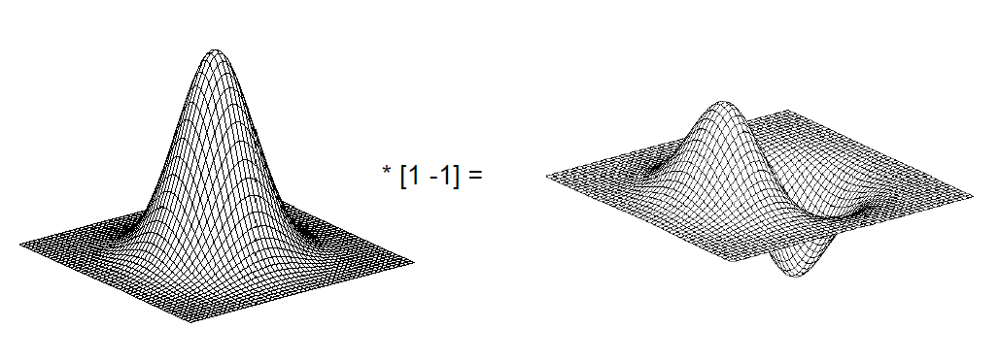 * [1 -1] =